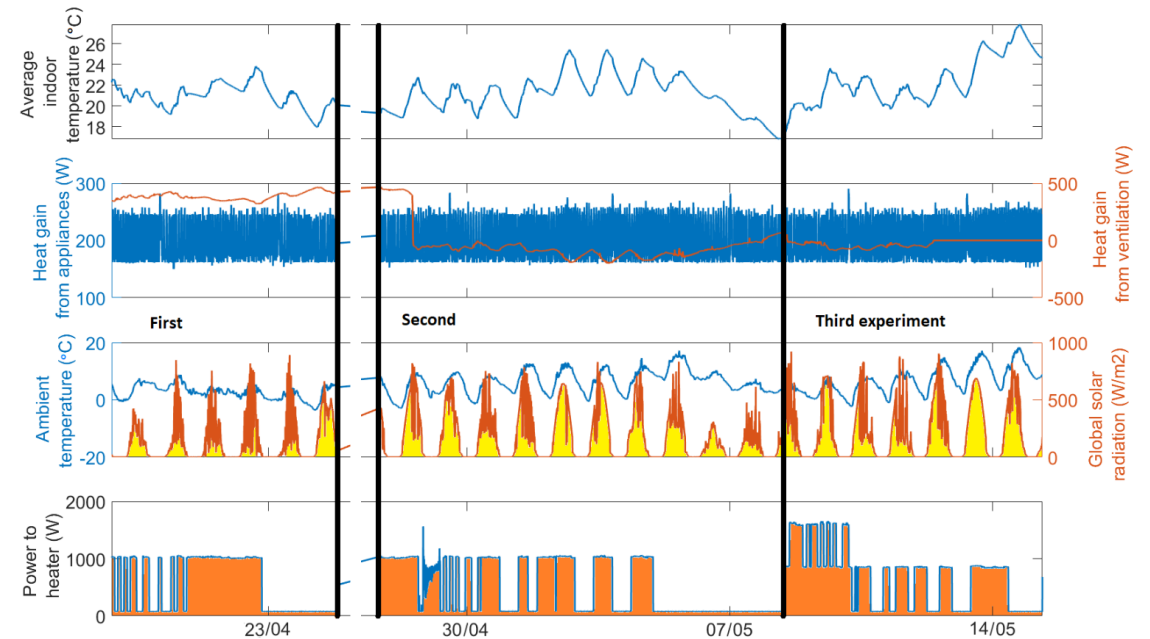 Average
indoor
temperature (°C)
26
24
22
20
18
Heat gain
from appliances (W)
300
200
100
500
0
-500
Heat gain
from ventilation (W)
First
Second
Third experiment
Ambient
temperature (°C)
20
0
-20
1000
500
0
Global solar
radiation (W/m2)
Power to
heater (W)
2000
1000
0
23/04
30/04
07/05
14/05